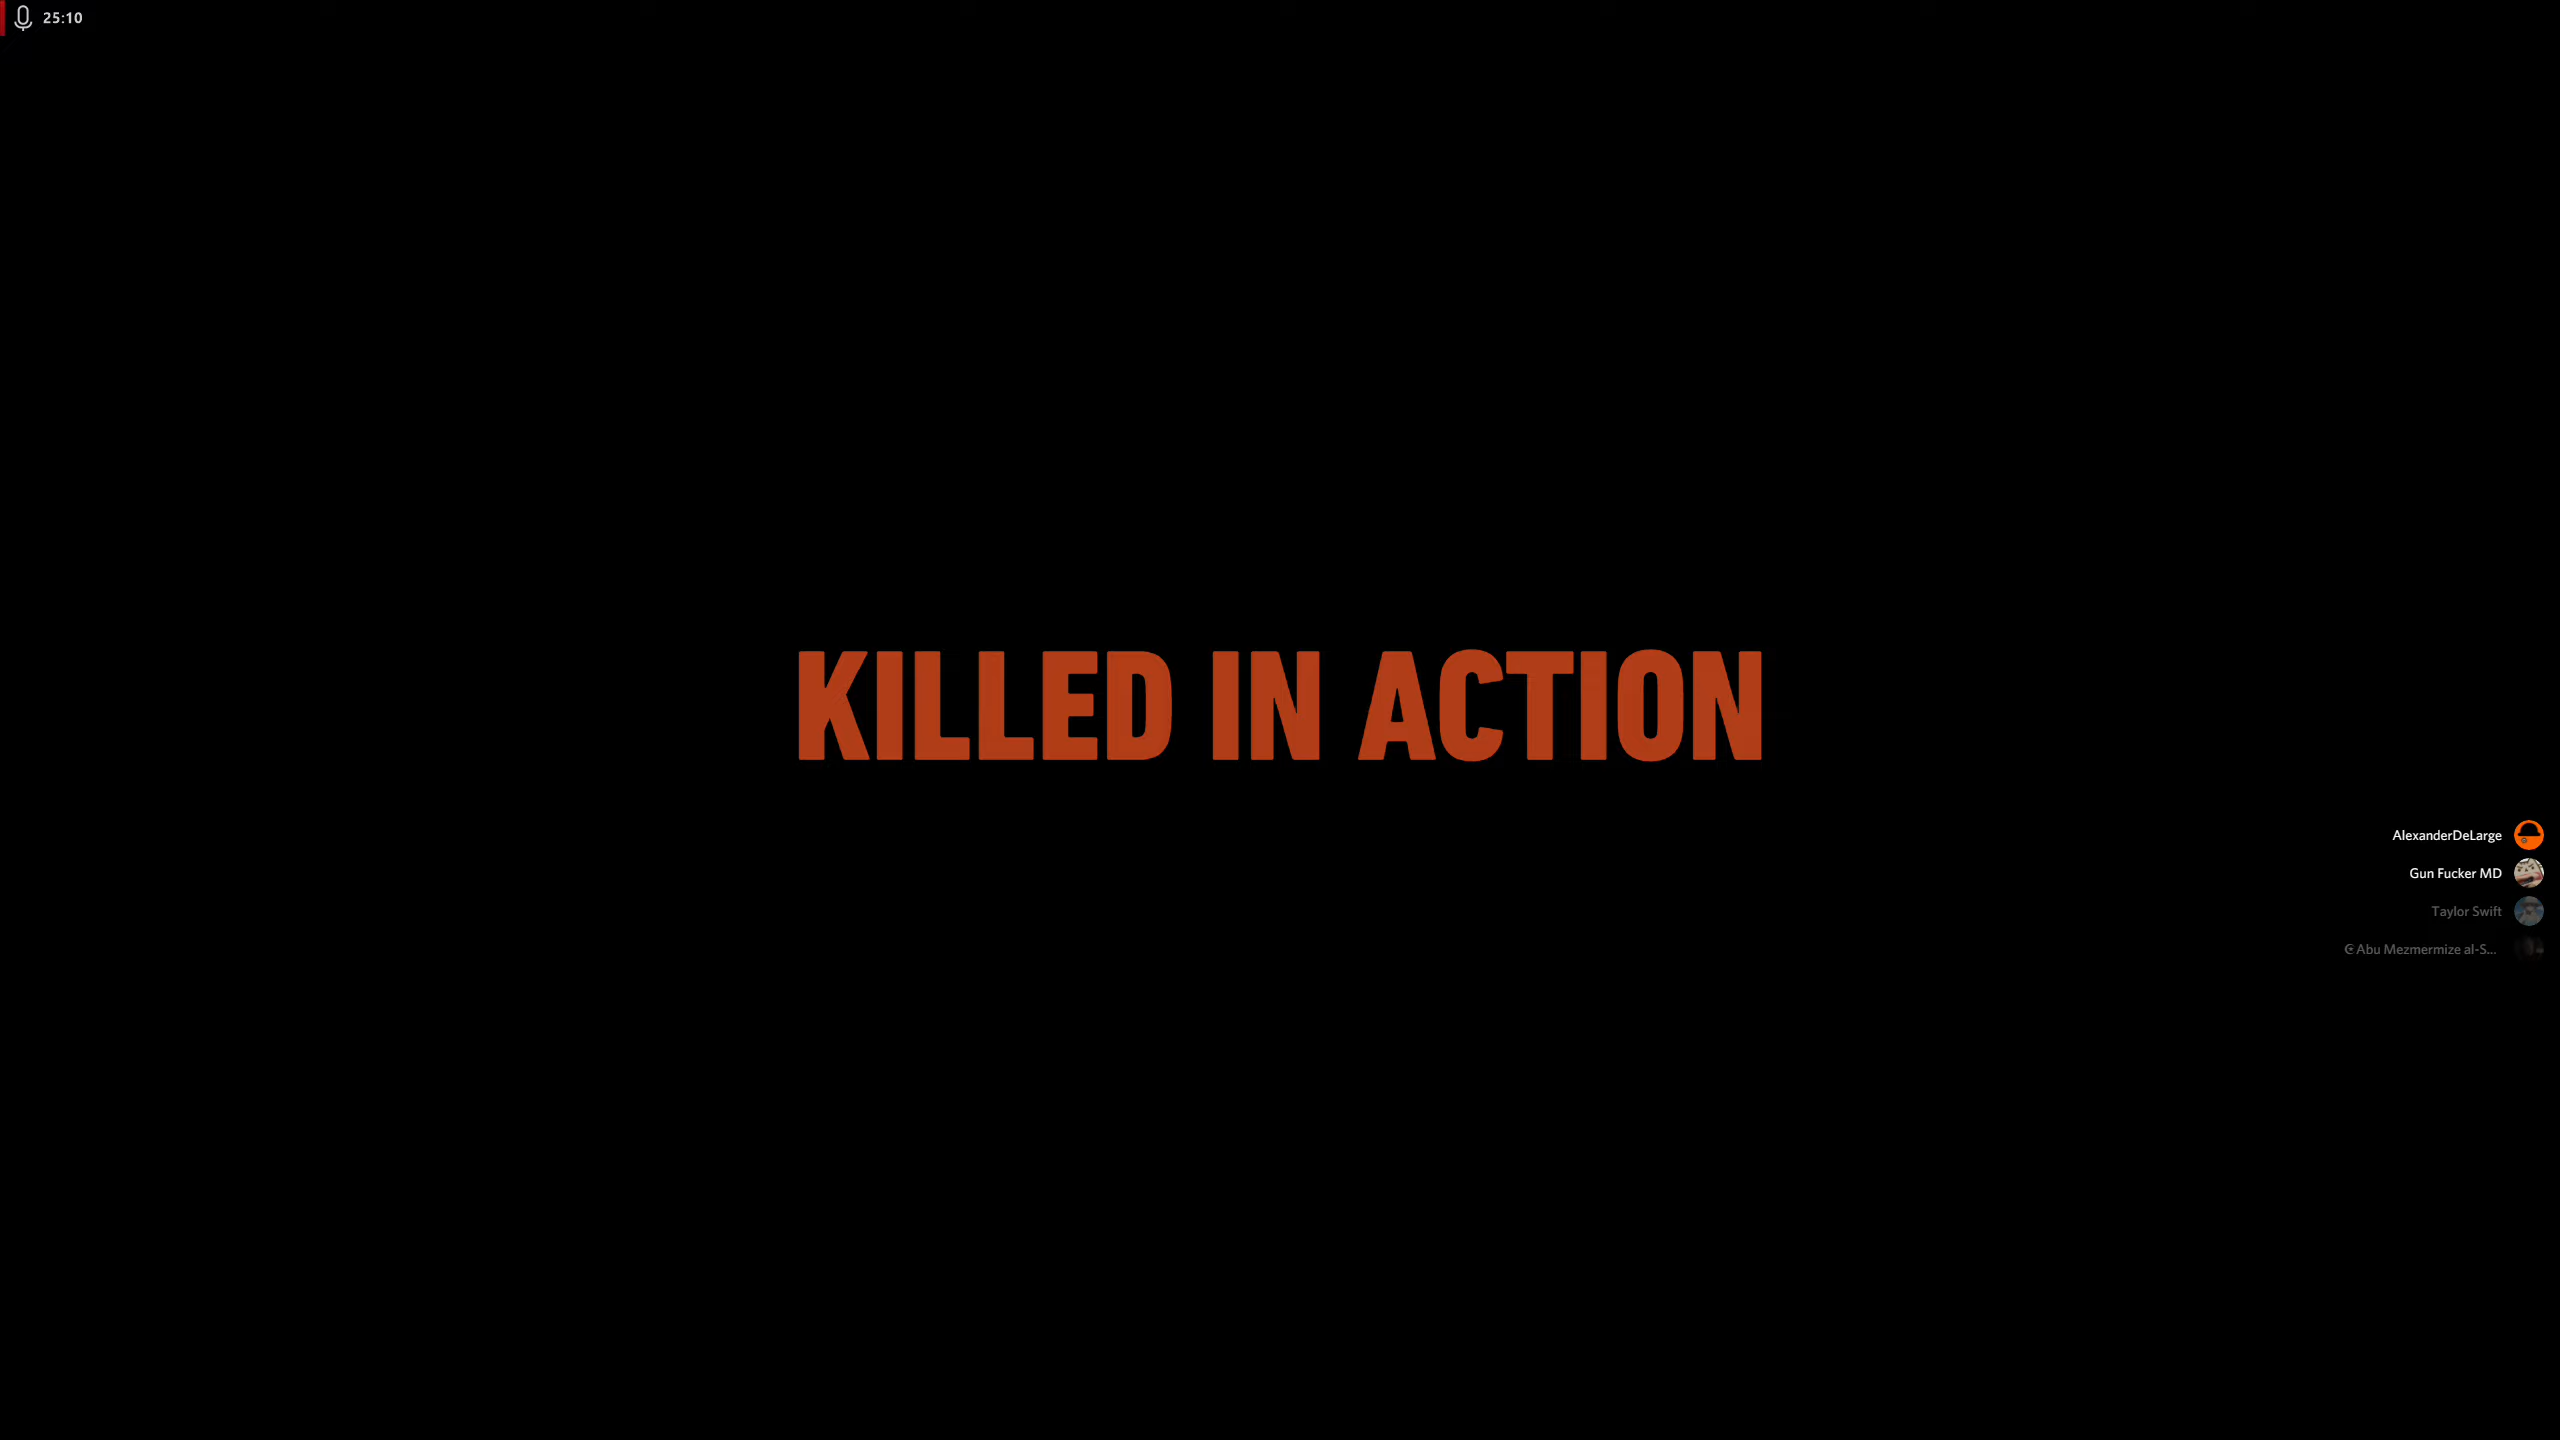 25:10
KILLED IN ACTION
AlexanderDeLarge
Gun Fucker MD
Taylor Swift
☪Abu Mezmermize al-S...